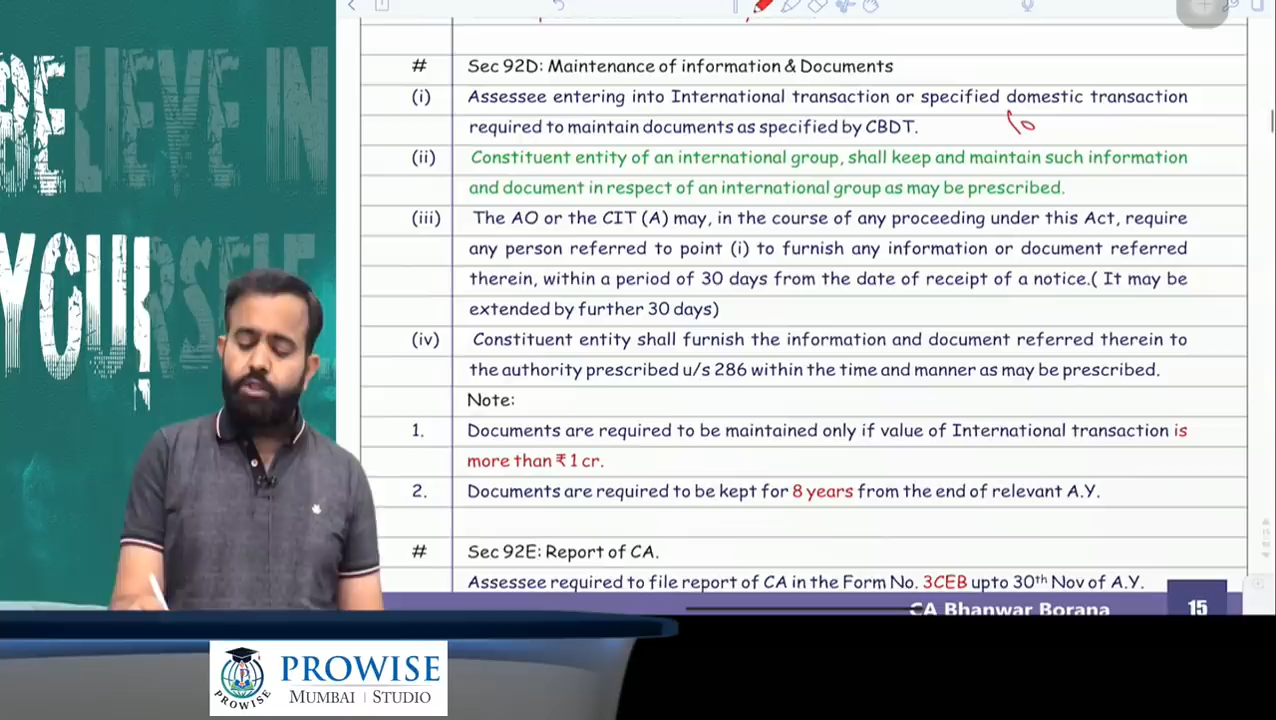 BELIEVE IN
YOURSELF.
# Sec 92D: Maintenance of information & Documents
(i) Assessee entering into International transaction or specified domestic transaction
required to maintain documents as specified by CBDT.
(ii) Constituent entity of an international group, shall keep and maintain such information
and document in respect of an international group as may be prescribed.
(iii) The AO or the CIT (A) may, in the course of any proceeding under this Act, require
any person referred to point (i) to furnish any information or document referred
therein, within a period of 30 days from the date of receipt of a notice.( It may be
extended by further 30 days)
(iv) Constituent entity shall furnish the information and document referred therein to
the authority prescribed u/s 286 within the time and manner as may be prescribed.
Note:
1. Documents are required to be maintained only if value of International transaction is
more than ₹ 1 cr.
2. Documents are required to be kept for 8 years from the end of relevant A.Y.
# Sec 92E: Report of CA.
Assessee required to file report of CA in the Form No. 3CEB upto 30th Nov of A.Y.
CA Bhanwar Borana 15
PROWISE
MUMBAI | STUDIO
PROWISE